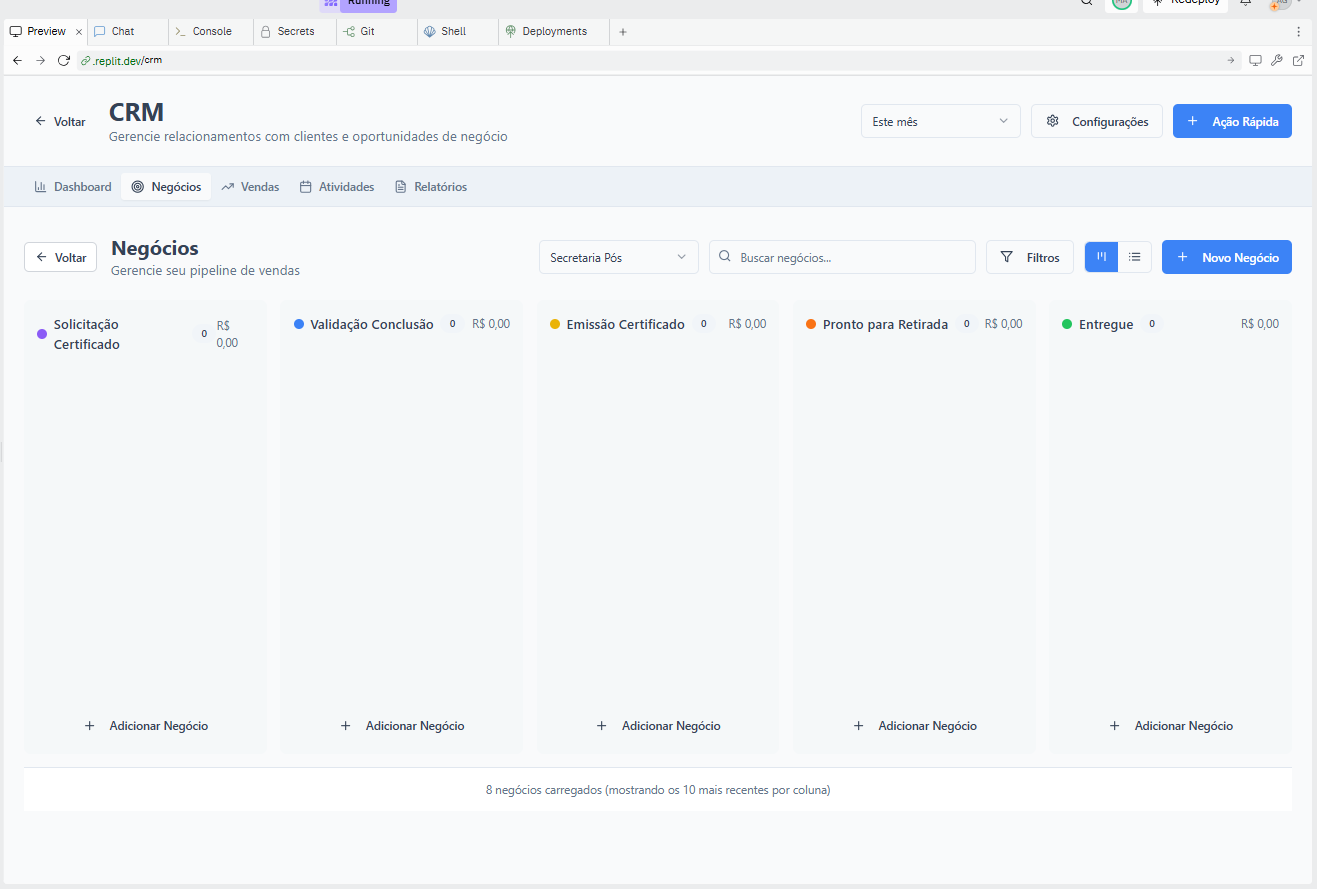 Running
Redeploy
Preview
Chat
Console
Secrets
Git
Shell
Deployments
.replit.dev/crm
Voltar
CRM
Gerencie relacionamentos com clientes e oportunidades de negócio
Este mês
Configurações
Ação Rápida
Dashboard
Negócios
Vendas
Atividades
Relatórios
Voltar
Negócios
Gerencie seu pipeline de vendas
Secretaria Pós
Buscar negócios...
Filtros
Novo Negócio
Solicitação
Certificado
0
R$
0,00
Validação Conclusão 0 R$ 0,00
Emissão Certificado 0 R$ 0,00
Pronto para Retirada 0 R$ 0,00
Entregue 0 R$ 0,00
Adicionar Negócio
Adicionar Negócio
Adicionar Negócio
Adicionar Negócio
Adicionar Negócio
8 negócios carregados (mostrando os 10 mais recentes por coluna)